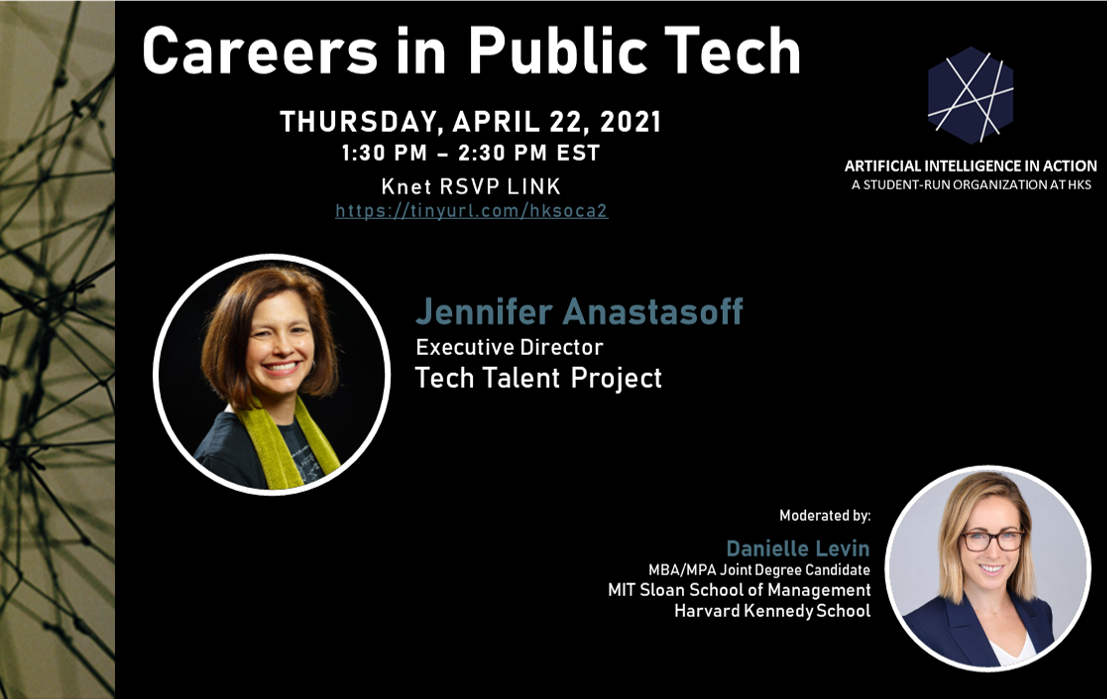 Careers in Public Tech
THURSDAY, APRIL 22, 2021
1:30 PM – 2:30 PM EST
Knet RSVP LINK
https://tinyurl.com/hksoca2
ARTIFICIAL INTELLIGENCE IN ACTION
A STUDENT-RUN ORGANIZATION AT HKS
Jennifer Anastasoff
Executive Director
Tech Talent Project
Moderated by:
Danielle Levin
MBA/MPA Joint Degree Candidate
MIT Sloan School of Management
Harvard Kennedy School